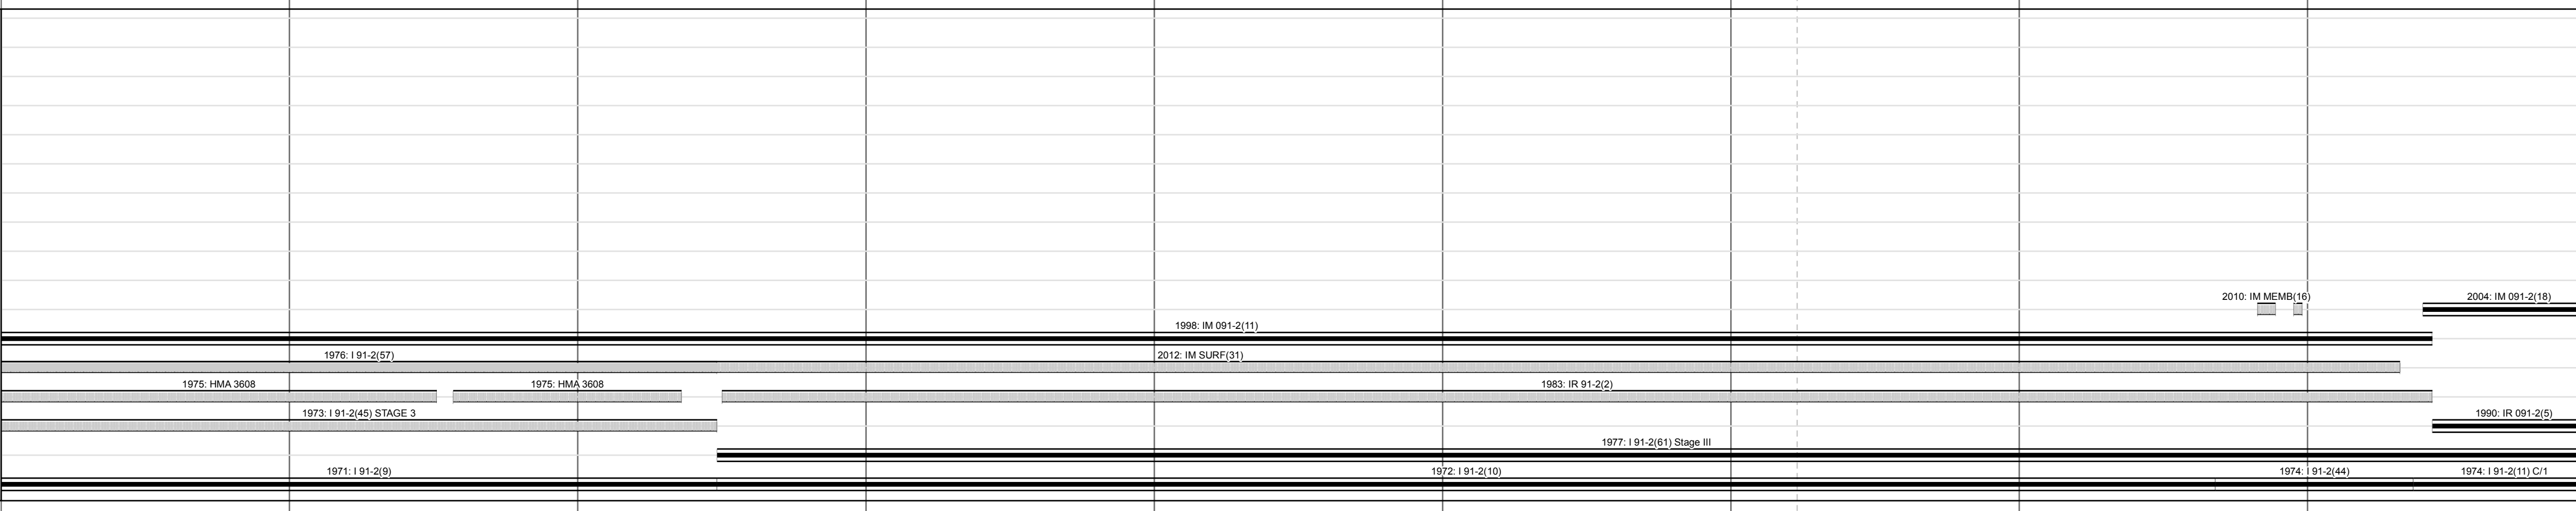 2010: IM MEMB(16)
2004: IM 091-2(18)
1998: IM 091-2(11)
1976: I 91-2(57)
2012: IM SURF(31)
1975: HMA 3608
1975: HMA 3608
1983: IR 91-2(2)
1973: I 91-2(45) STAGE 3
1990: IR 091-2(5)
1977: I 91-2(61) Stage III
1971: I 91-2(9)
1972: I 91-2(10)
1974: I 91-2(44)
1974: I 91-2(11) C/1